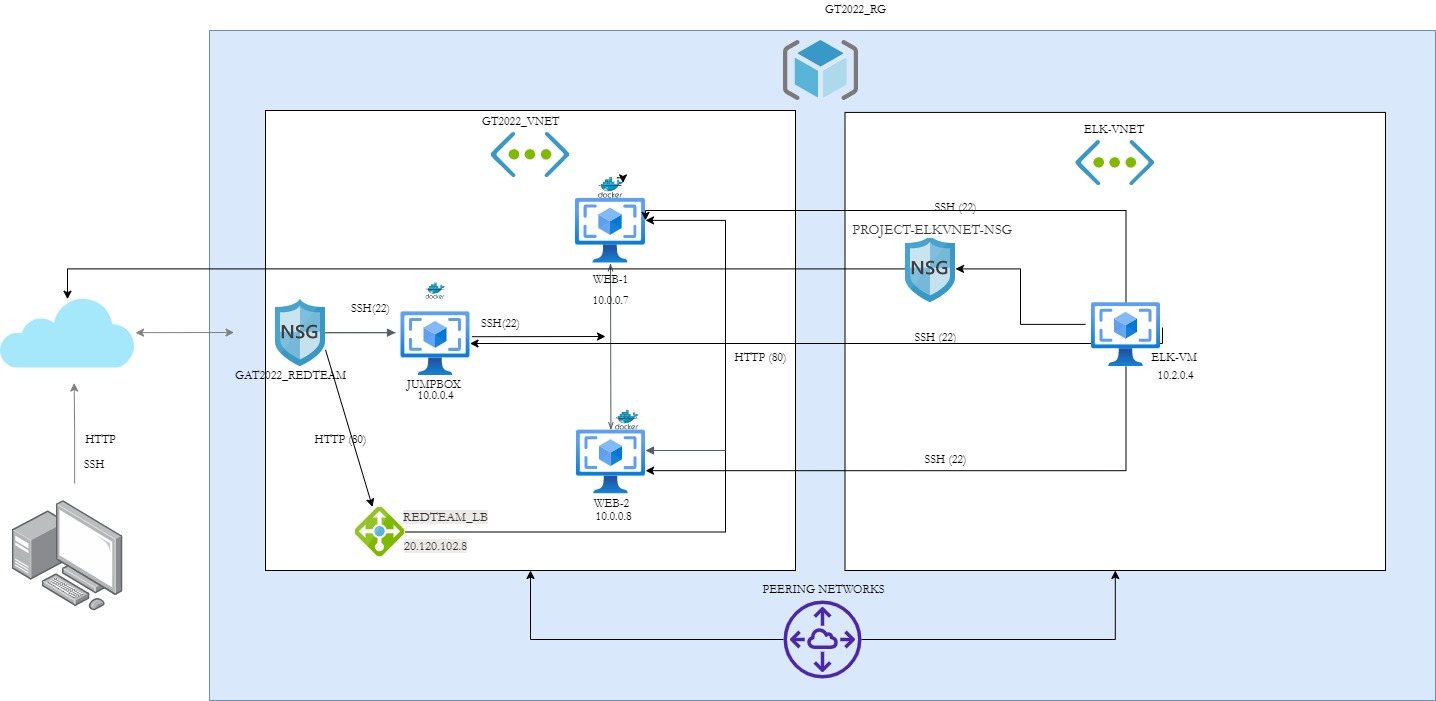 GT2022_RG
GT2022_VNET
ELK-VNET
docker
SSH (22)
PROJECT-ELKVNET-NSG
NSG
WEB-1
10.0.0.7
docker
SSH(22)
NSG
SSH(22)
SSH (22)
HTTP (80)
ELK-VM
10.2.0.4
GAT2022_REDTEAM
JUMPBOX
10.0.0.4
docker
HTTP
HTTP (80)
SSH
SSH (22)
WEB-2
10.0.0.8
REDTEAM_LB
20.120.102.8
PEERING NETWORKS